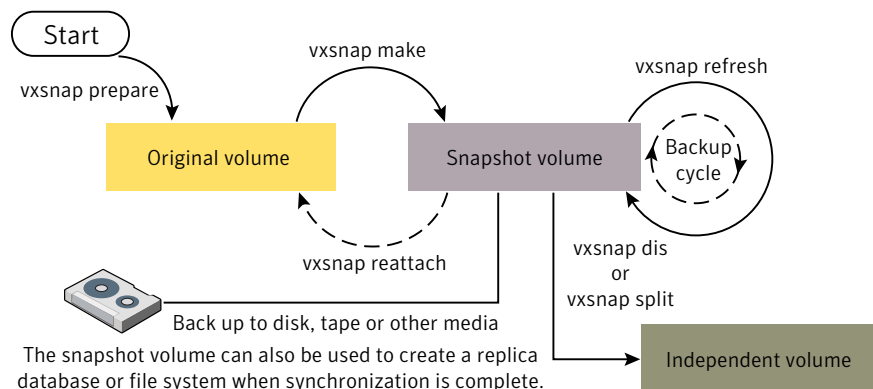 Start
vxsnap prepare
vxsnap make
vxsnap refresh
Original volume
Snapshot volume
Backup
cycle
vxsnap reattach
vxsnap dis
or
vxsnap split
Back up to disk, tape or other media
The snapshot volume can also be used to create a replica
database or file system when synchronization is complete.
Independent volume